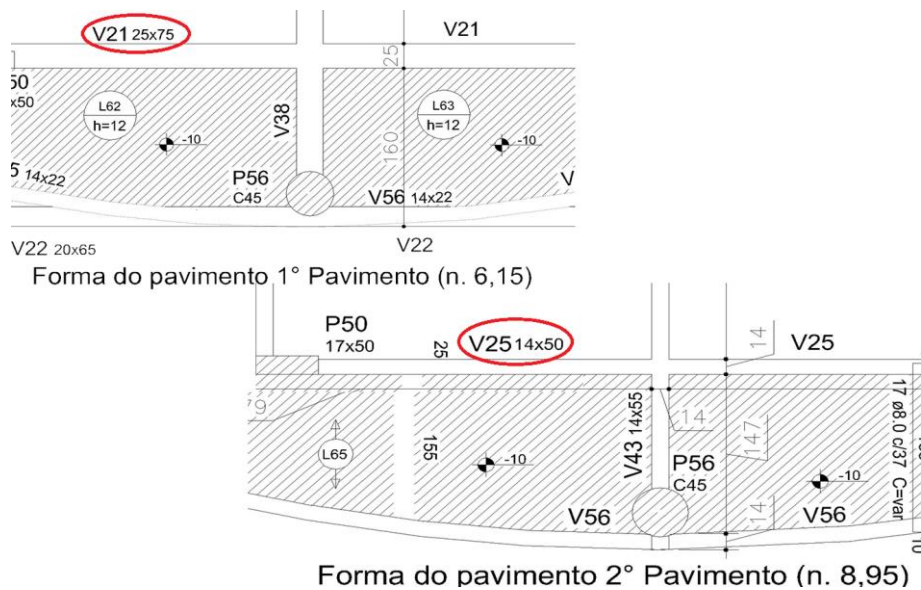 V21 25x75
V21
25
50
x50
L62
h=12
-10
V38
L63
h=12
-10
160
14x22
P56
C45
V56 14x22
V
V22 20x65
V22
Forma do pavimento 1° Pavimento (n. 6,15)
P50
17x50
25
V25 14x50
14
V25
79
L65
155
-10
V43 14x55
14
P56
C45
147
-10
17 ø8.0 c/37 C=var
V56
14
V56
10
Forma do pavimento 2° Pavimento (n. 8,95)